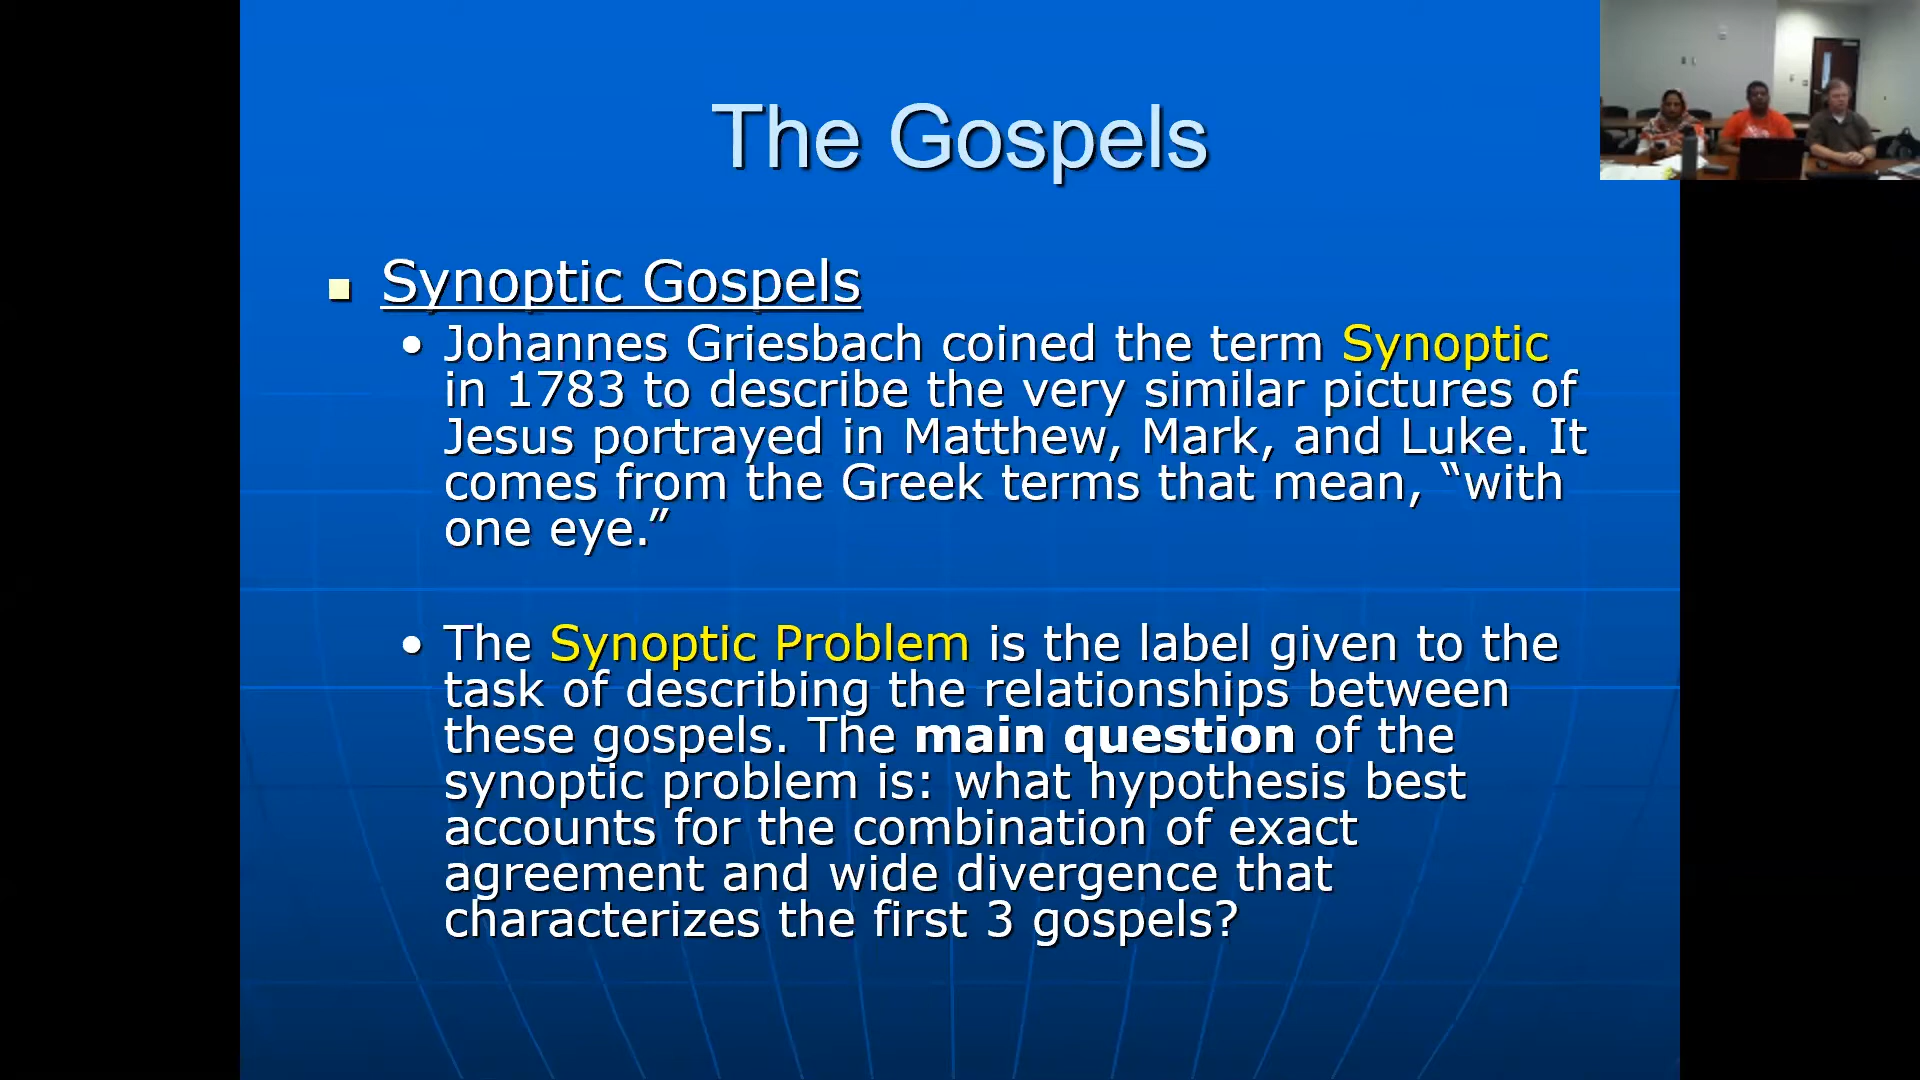 The Gospels
Synoptic Gospels
• Johannes Griesbach coined the term Synoptic
in 1783 to describe the very similar pictures of
Jesus portrayed in Matthew, Mark, and Luke. It
comes from the Greek terms that mean, “with
one eye.”
• The Synoptic Problem is the label given to the
task of describing the relationships between
these gospels. The main question of the
synoptic problem is: what hypothesis best
accounts for the combination of exact
agreement and wide divergence that
characterizes the first 3 gospels?